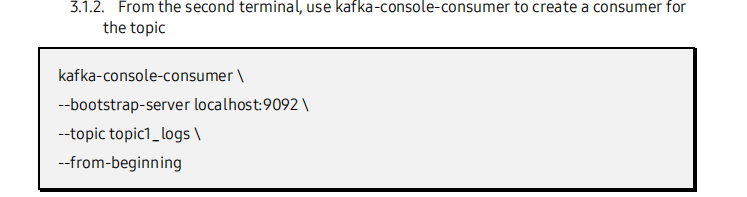 3.1.2. From the second terminal, use kafka-console-consumer to create a consumer for
the topic
kafka-console-consumer \
--bootstrap-server localhost:9092 \
--topic topic1_logs \
--from-beginning